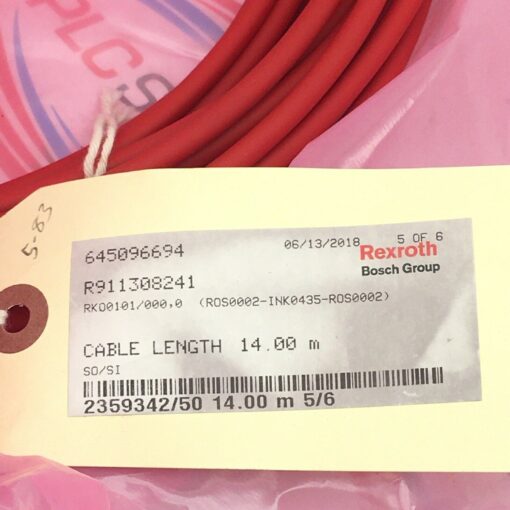 PLCS
5-83
645096694 06/13/2018 5 OF 6
Rexroth
Bosch Group
R911308241
RKO0101/000,0 (ROS0002-INK0435-ROS0002)
CABLE LENGTH 14.00 m
SO/SI
2359342/50 14.00 m 5/6